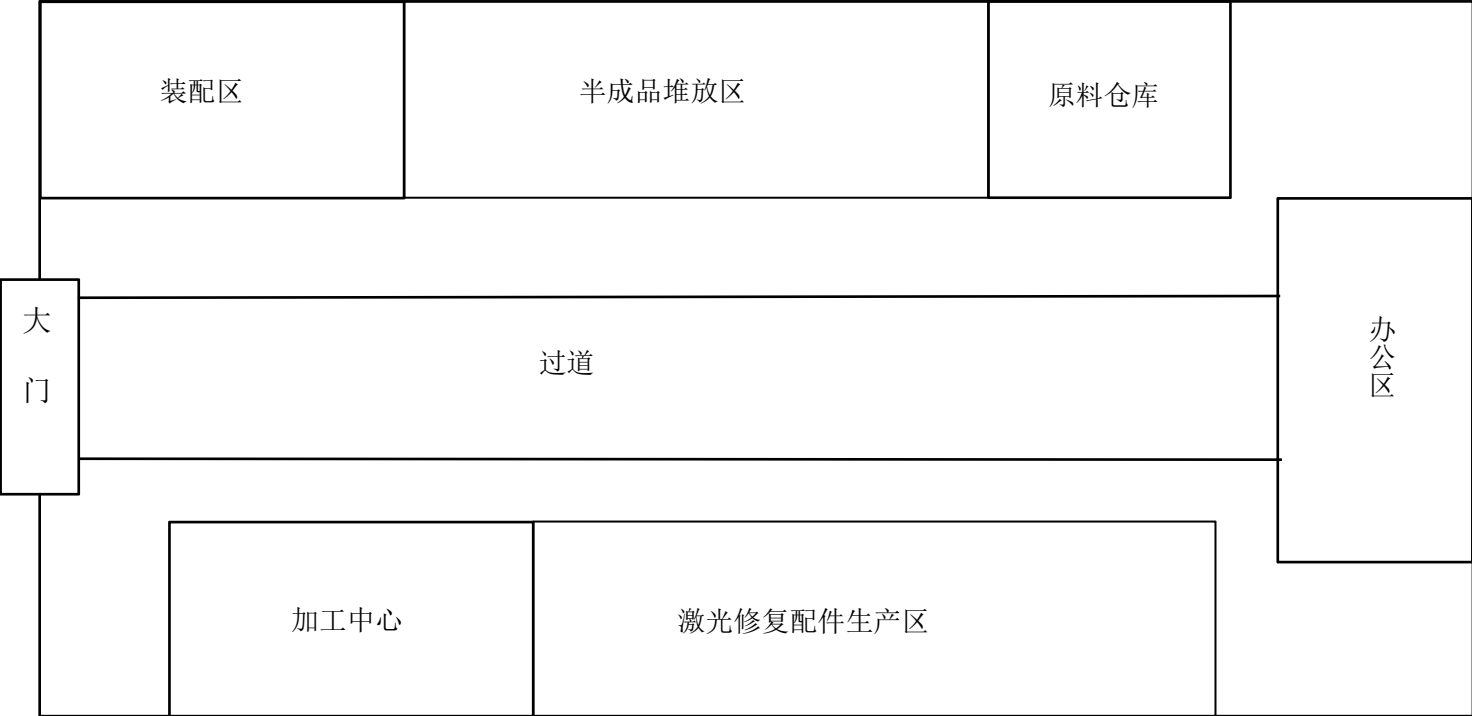 装配区
半成品堆放区
原料仓库
大门
过道
办公区
加工中心
激光修复配件生产区